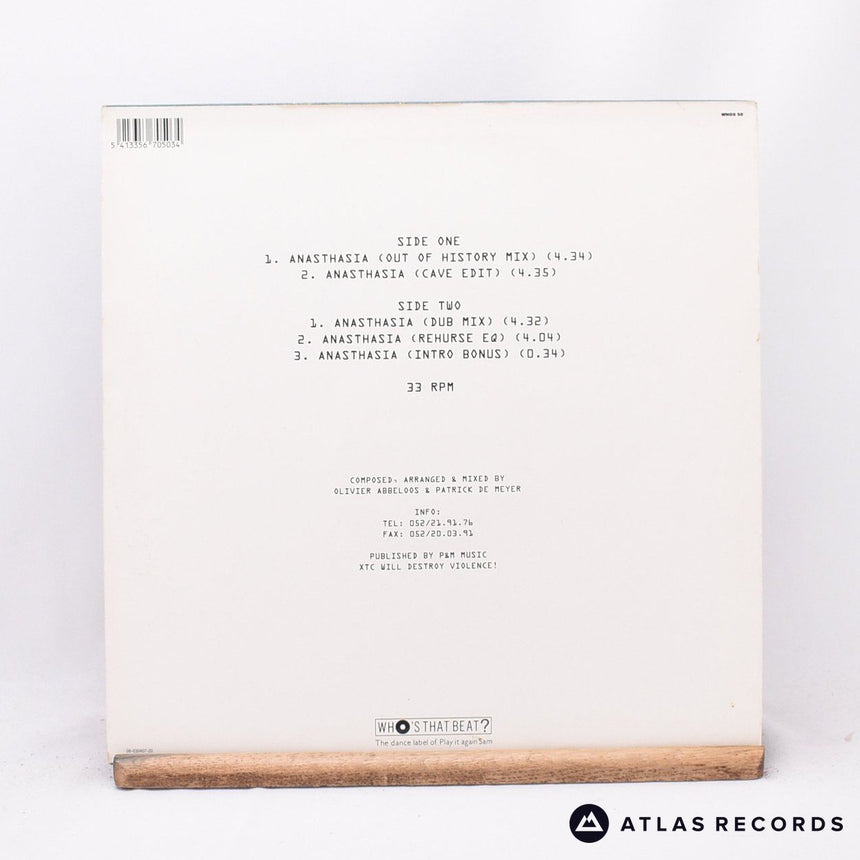 5 413356 705034
WHOS 50
SIDE ONE
1. ANASTHASIA (OUT OF HISTORY MIX) (4.34)
2. ANASTHASIA (CAVE EDIT) (4.35)
SIDE TWO
1. ANASTHASIA (DUB MIX) (4.32)
2. ANASTHASIA (REHURSE EQ) (4.04)
3. ANASTHASIA (INTRO BONUS) (0.34)
33 RPM
COMPOSED, ARRANGED & MIXED BY
OLIVIER ABBELOOS & PATRICK DE MEYER
INFO:
TEL: 052/21.91.76
FAX: 052/20.03.91
PUBLISHED BY P&M MUSIC
XTC WILL DESTROY VIOLENCE!
WHO'S THAT BEAT?
The dance label of Play it again Sam
ATLAS RECORDS